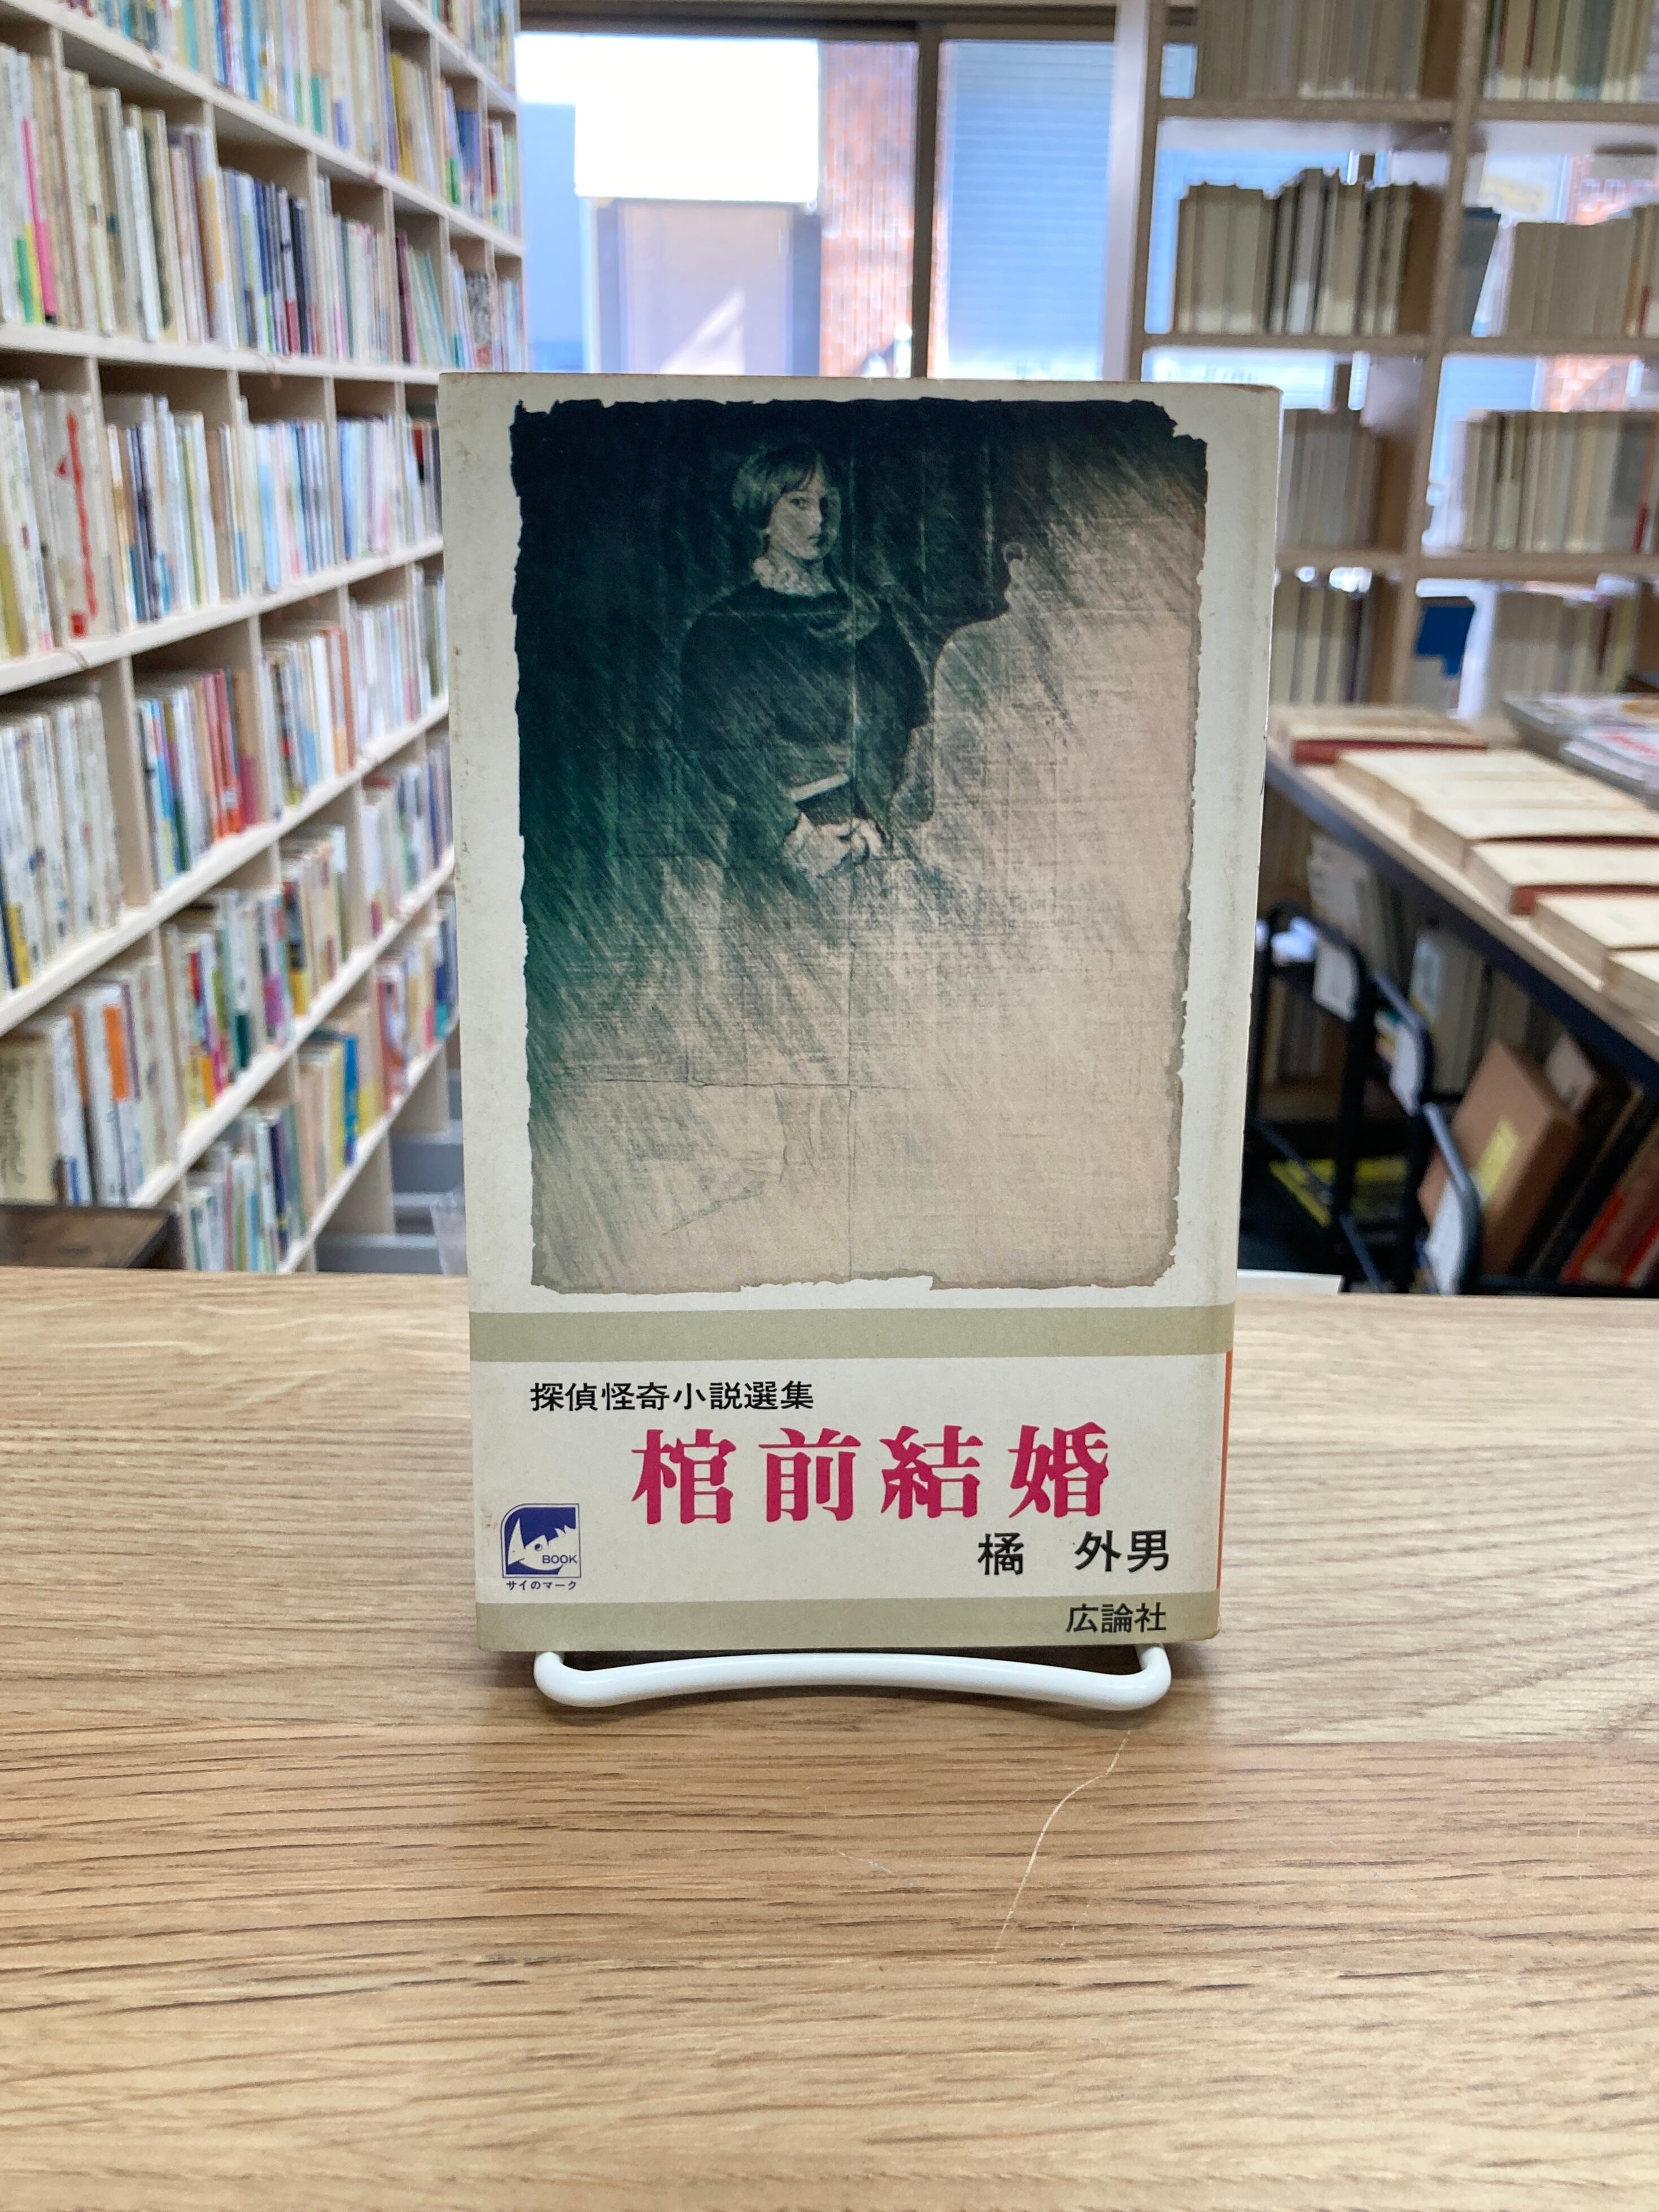 探偵怪奇小説選集
棺前結婚
橘 外男
BOOK
サイのマーク
広論社